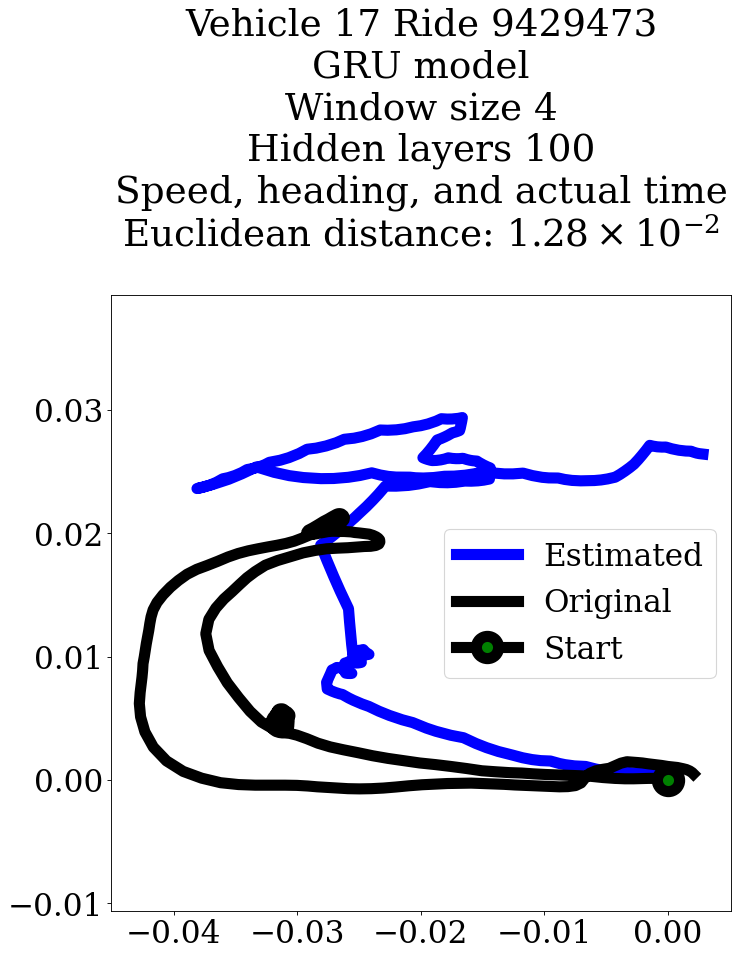 Vehicle 17 Ride 9429473
GRU model
Window size 4
Hidden layers 100
Speed, heading, and actual time
Euclidean distance: 1.28 × 10⁻²
0.03
0.02
0.01
0.00
−0.01
Estimated
Original
Start
−0.04 −0.03 −0.02 −0.01 0.00